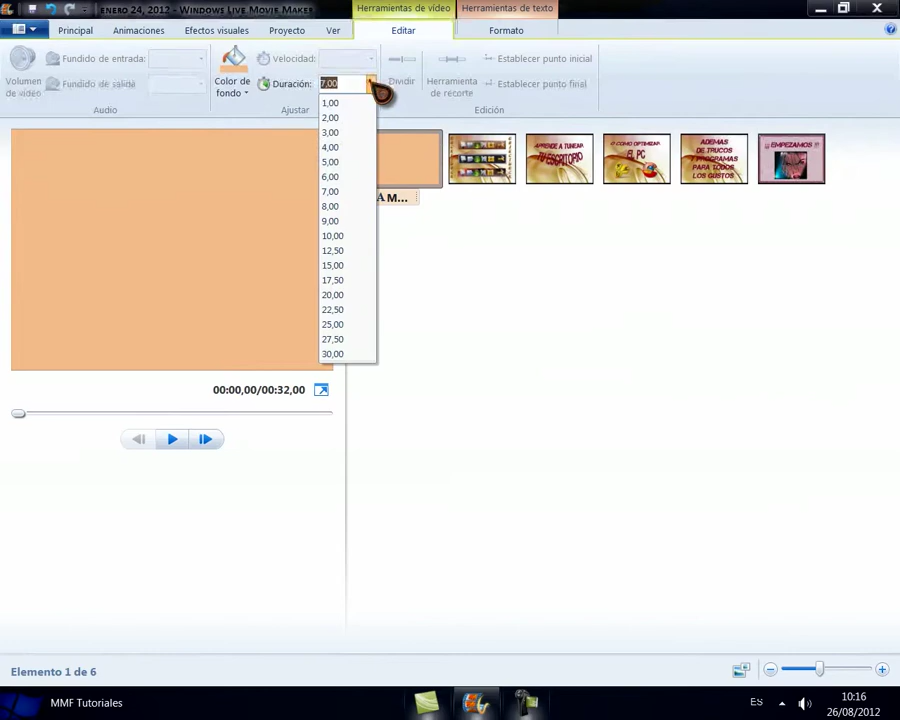 ENERO 24, 2012 - WINDOWS LIVE MOVIE MAKER
Herramientas de vídeo
Herramientas de texto
Principal
Animaciones
Efectos visuales
Proyecto
Ver
Editar
Formato
Volumen de vídeo
Fundido de entrada:
Fundido de salida:
Audio
Color de fondo
Velocidad:
Duración:
7,00
Ajustar
Dividir
Herramienta de recorte
Establecer punto inicial
Establecer punto final
Edición
1,00
2,00
3,00
4,00
5,00
6,00
7,00
8,00
9,00
10,00
12,50
15,00
17,50
20,00
22,50
25,00
27,50
30,00
A M...
APRENDE A TUNEAR
TU ESCRITORIO
O COMO OPTIMIZAR
EL PC
ADEMAS
DE TRUCOS
Y PROGRAMAS
PARA TODOS
LOS GUSTOS
¡¡¡EMPEZAMOS !!!
00:00,00/00:32,00
Elemento 1 de 6
MMF Tutoriales
ES
10:16
26/08/2012